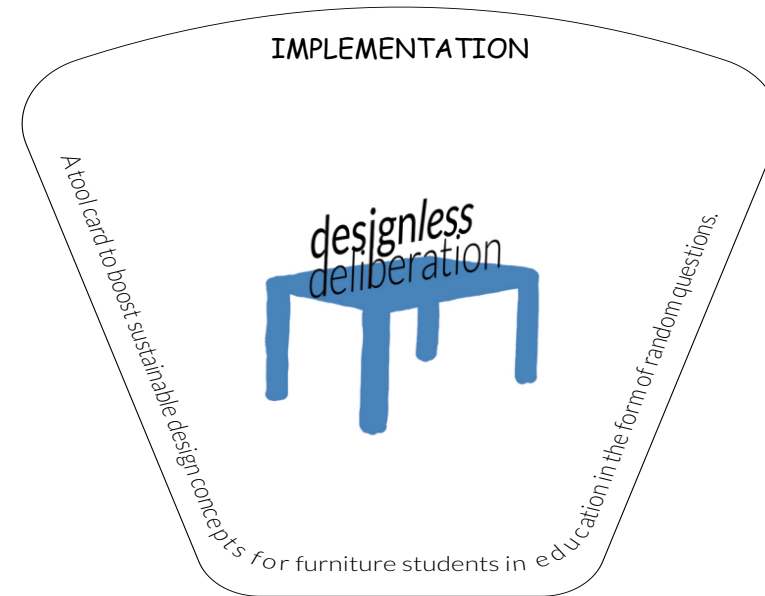 IMPLEMENTATION
designless
deliberation
A tool card to boost sustainable design concepts for furniture students in education in the form of random questions.